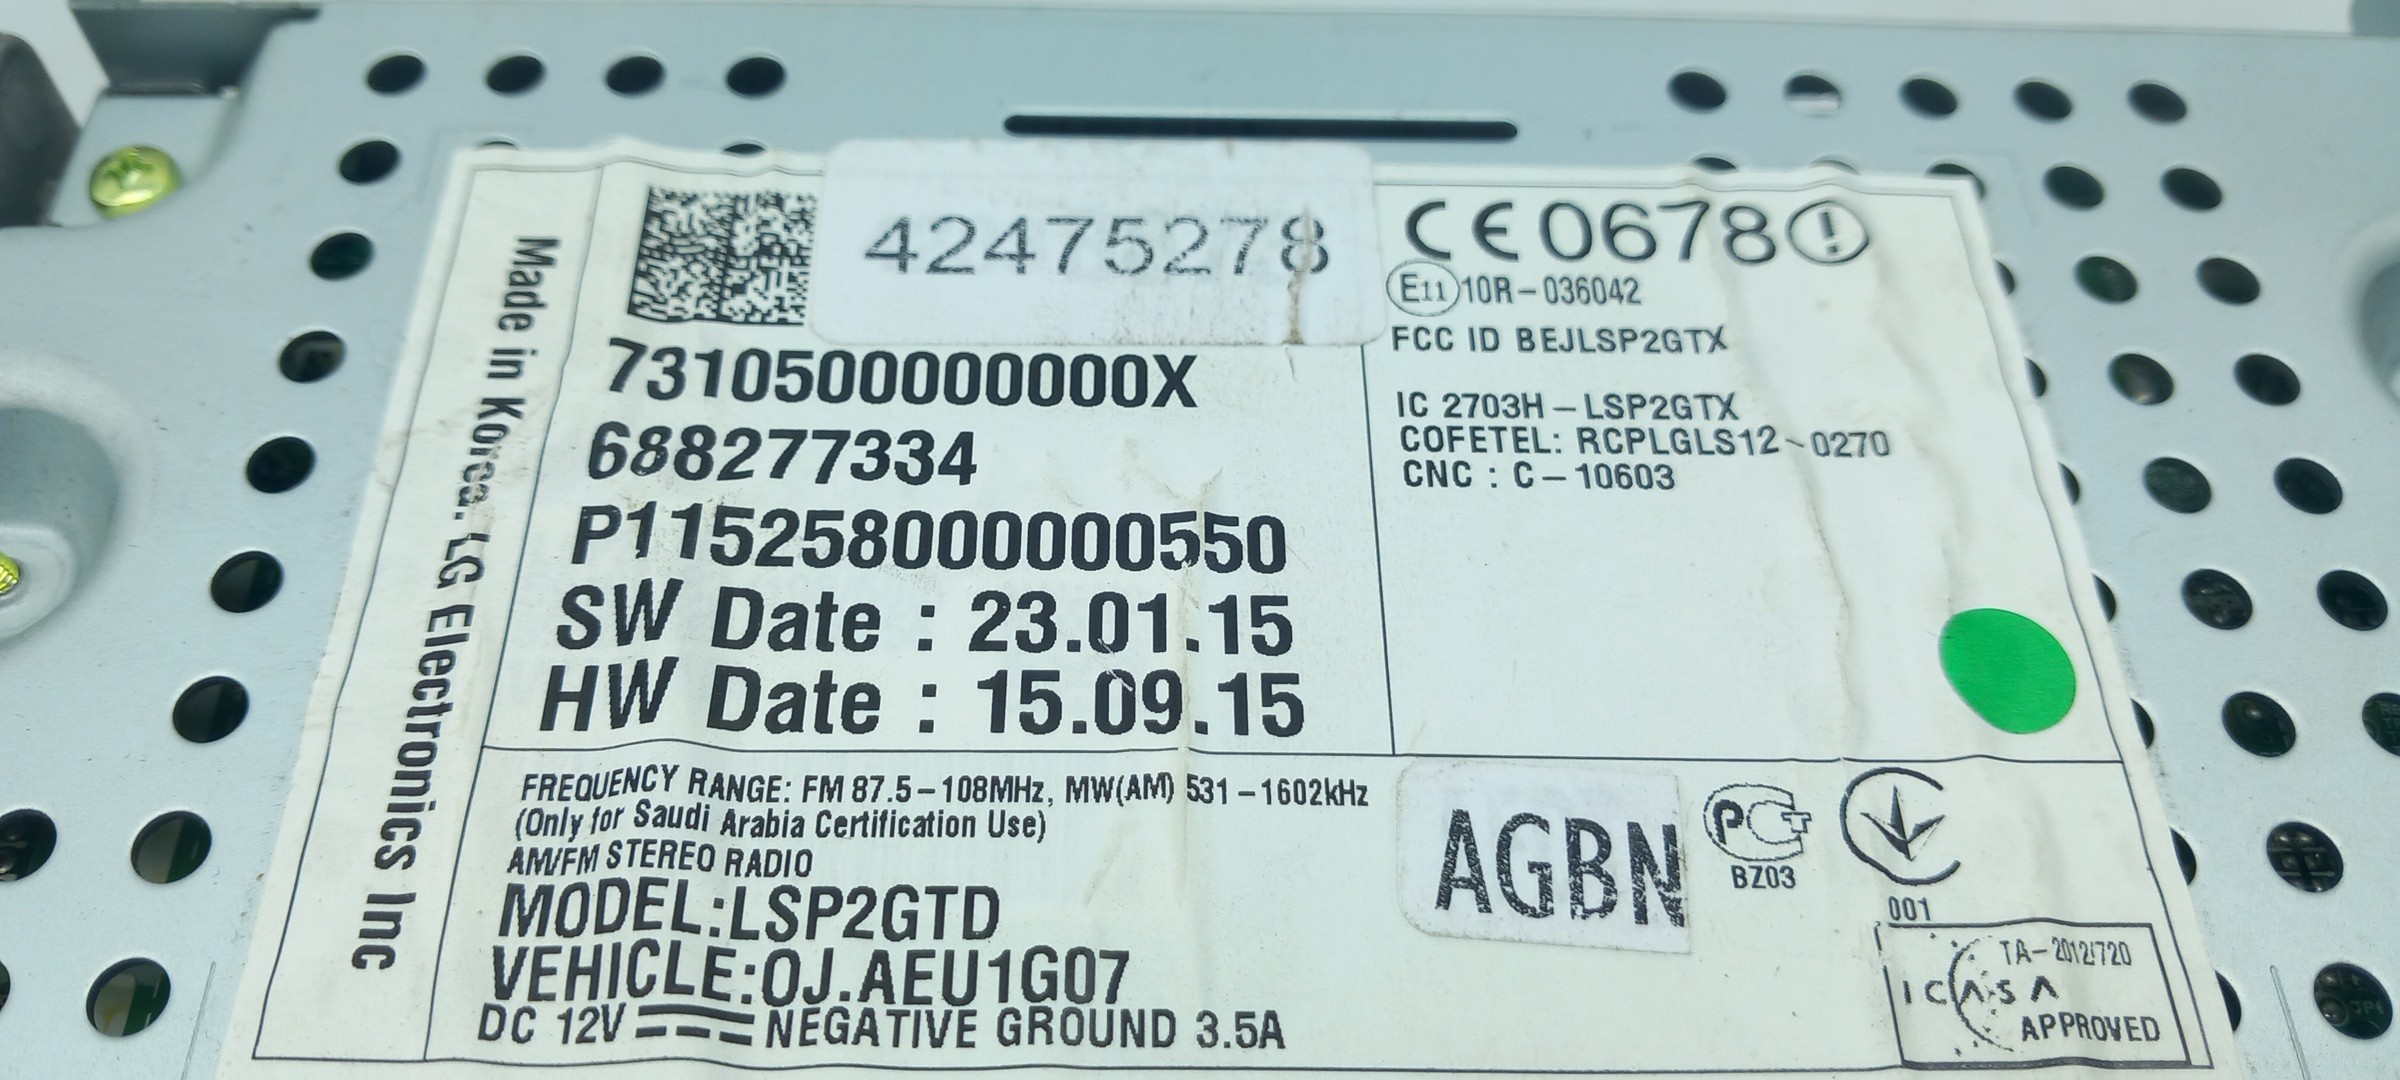 Made in Korea. LG Electronics Inc
42475278
7310500000000X
688277334
P115258000000550
SW Date : 23.01.15
HW Date : 15.09.15
CE0678
E11 10R-036042
FCC ID BEJLSP2GTX
IC 2703H-LSP2GTX
COFETEL: RCPLGLS12-0270
CNC : C-10603
FREQUENCY RANGE: FM 87.5-108MHz, MW(AM) 531-1602kHz
(Only for Saudi Arabia Certification Use)
AM/FM STEREO RADIO
MODEL:LSP2GTD
VEHICLE:OJ.AEU1G07
DC 12V NEGATIVE GROUND 3.5A
AGBN
PCT
BZ03
001
TA-2012/720
ICASA
APPROVED